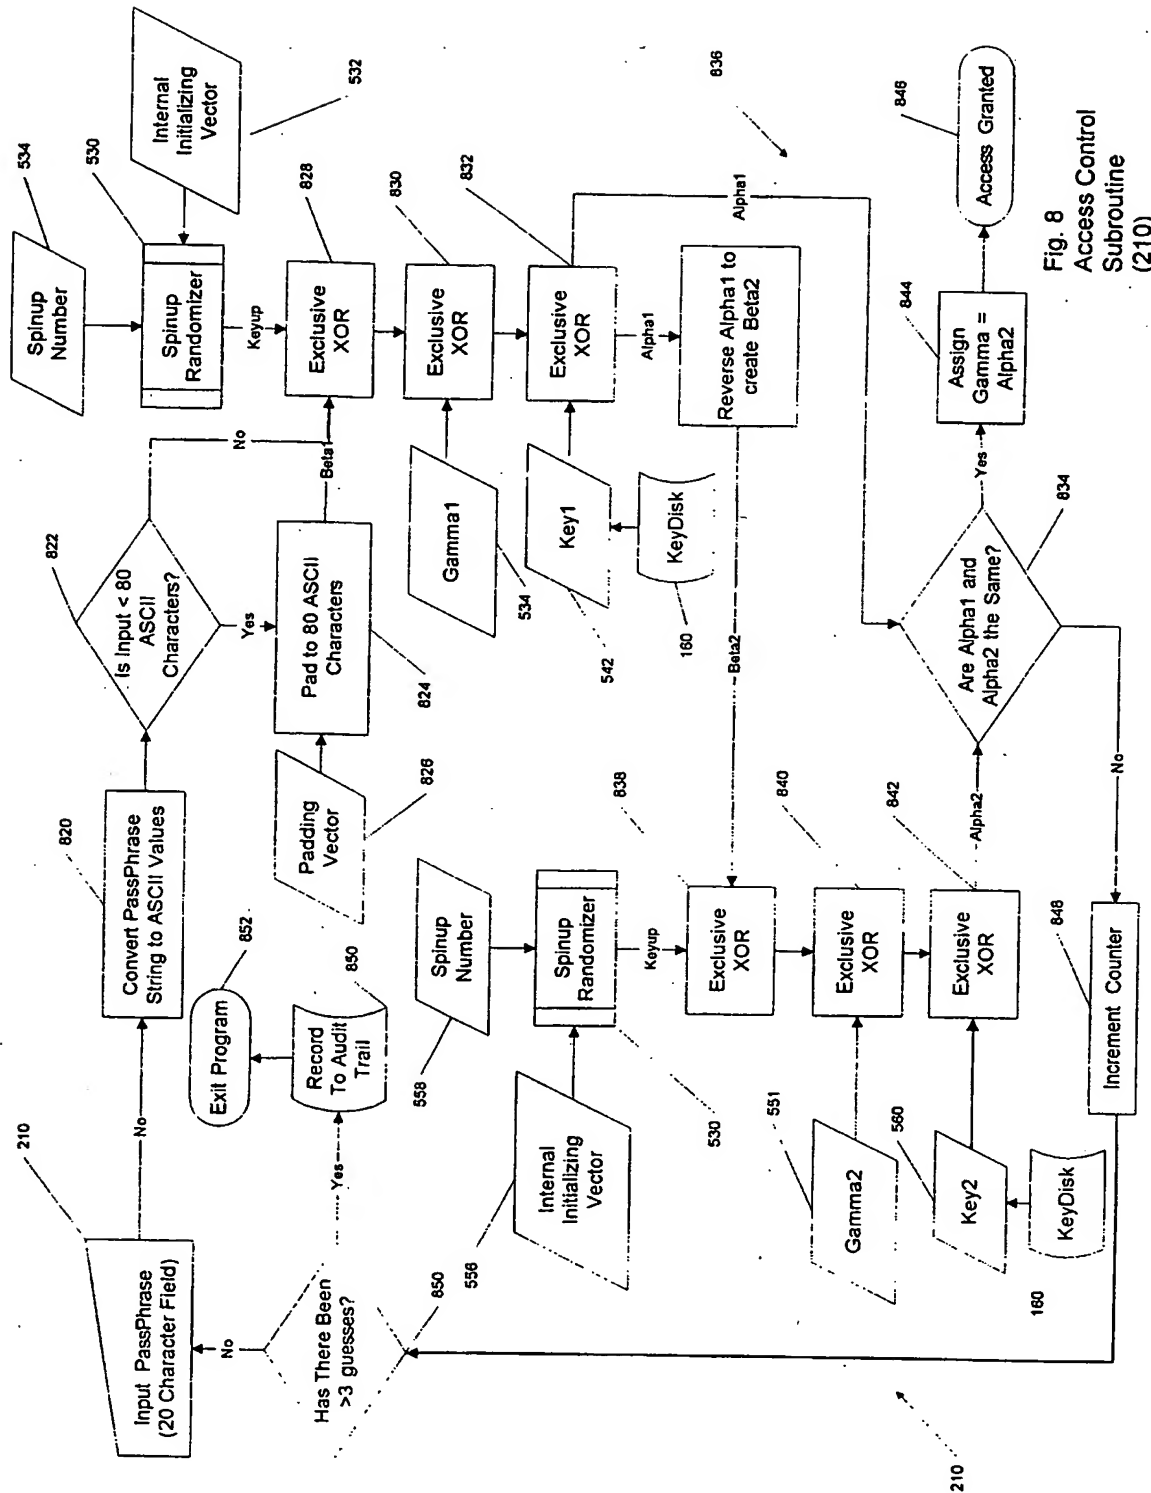 210
Input PassPhrase
(20 Character Field)
No
820
Convert PassPhrase
String to ASCII Values
822
Is Input < 80
ASCII
Characters?
No
Yes
534
Spinup
Number
530
Spinup
Randomizer
Internal
Initializing
Vector
532
Keyup
852
Exit Program
850
Record
To Audit
Trail
Yes
Padding
Vector
826
Pad to 80 ASCII
Characters
824
Beta1
Exclusive
XOR
828
No
Has There Been
>3 guesses?
850
558
Spinup
Number
Gamma1
534
Exclusive
XOR
830
556
Internal
Initializing
Vector
Spinup
Randomizer
530
Keyup
838
Exclusive
XOR
Key1
542
KeyDisk
160
Exclusive
XOR
832
Alpha1
Alpha1
Beta2
Reverse Alpha1 to
create Beta2
836
551
Gamma2
Exclusive
XOR
840
560
Key2
Exclusive
XOR
842
Alpha2
Are Alpha1 and
Alpha2 the Same?
834
Yes
Assign
Gamma =
Alpha2
844
Access Granted
846
160
KeyDisk
No
848
Increment Counter
210
Fig. 8
Access Control
Subroutine
(210)